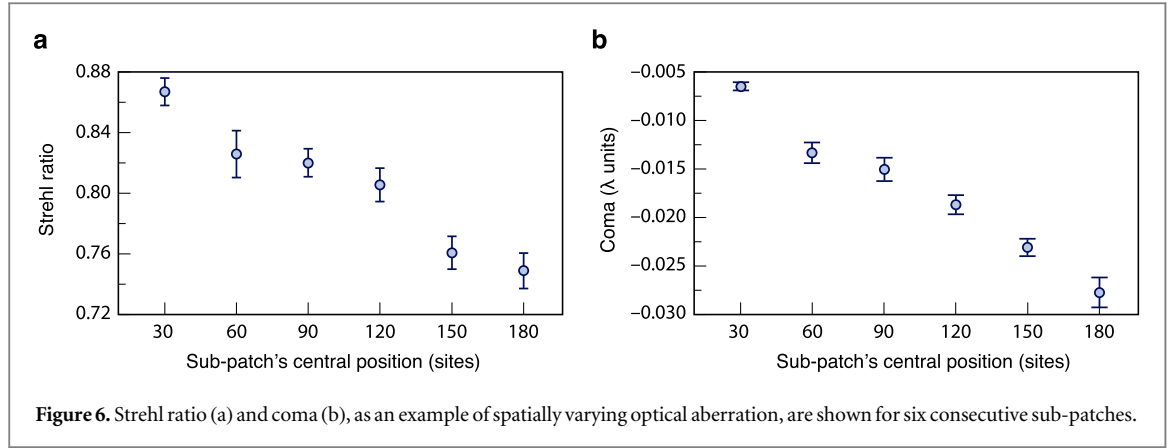 a
b
0.88
0.84
0.80
0.76
0.72
Strehl ratio
30 60 90 120 150 180
Sub-patch's central position (sites)
−0.005
−0.010
−0.015
−0.020
−0.025
−0.030
Coma (λ units)
30 60 90 120 150 180
Sub-patch's central position (sites)
Figure 6. Strehl ratio (a) and coma (b), as an example of spatially varying optical aberration, are shown for six consecutive sub-patches.